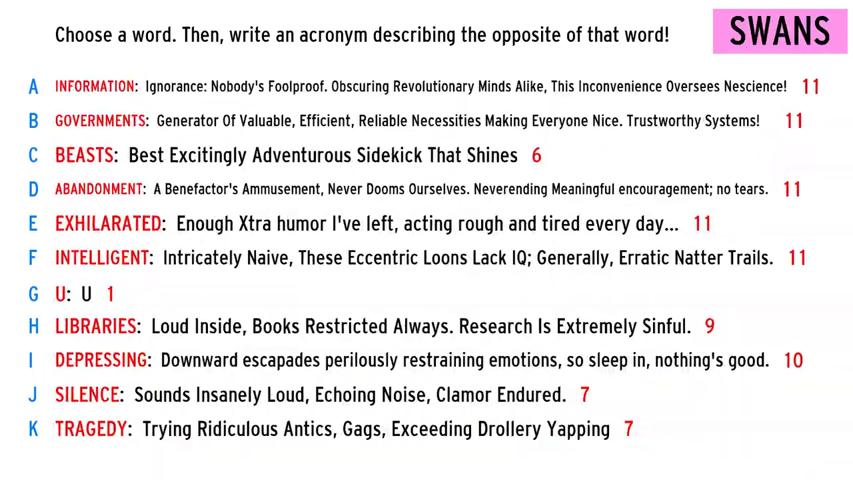 Choose a word. Then, write an acronym describing the opposite of that word!
SWANS
A INFORMATION: Ignorance: Nobody's Foolproof. Obscuring Revolutionary Minds Alike, This Inconvenience Oversees Nescience! 11
B GOVERNMENTS: Generator Of Valuable, Efficient, Reliable Necessities Making Everyone Nice. Trustworthy Systems! 11
C BEASTS: Best Excitingly Adventurous Sidekick That Shines 6
D ABANDONMENT: A Benefactor's Ammusement, Never Dooms Ourselves. Neverending Meaningful encouragement; no tears. 11
E EXHILARATED: Enough Xtra humor I've left, acting rough and tired every day... 11
F INTELLIGENT: Intricately Naive, These Eccentric Loons Lack IQ; Generally, Erratic Natter Trails. 11
G U: U 1
H LIBRARIES: Loud Inside, Books Restricted Always. Research Is Extremely Sinful. 9
I DEPRESSING: Downward escapades perilously restraining emotions, so sleep in, nothing's good. 10
J SILENCE: Sounds Insanely Loud, Echoing Noise, Clamor Endured. 7
K TRAGEDY: Trying Ridiculous Antics, Gags, Exceeding Drollery Yapping 7